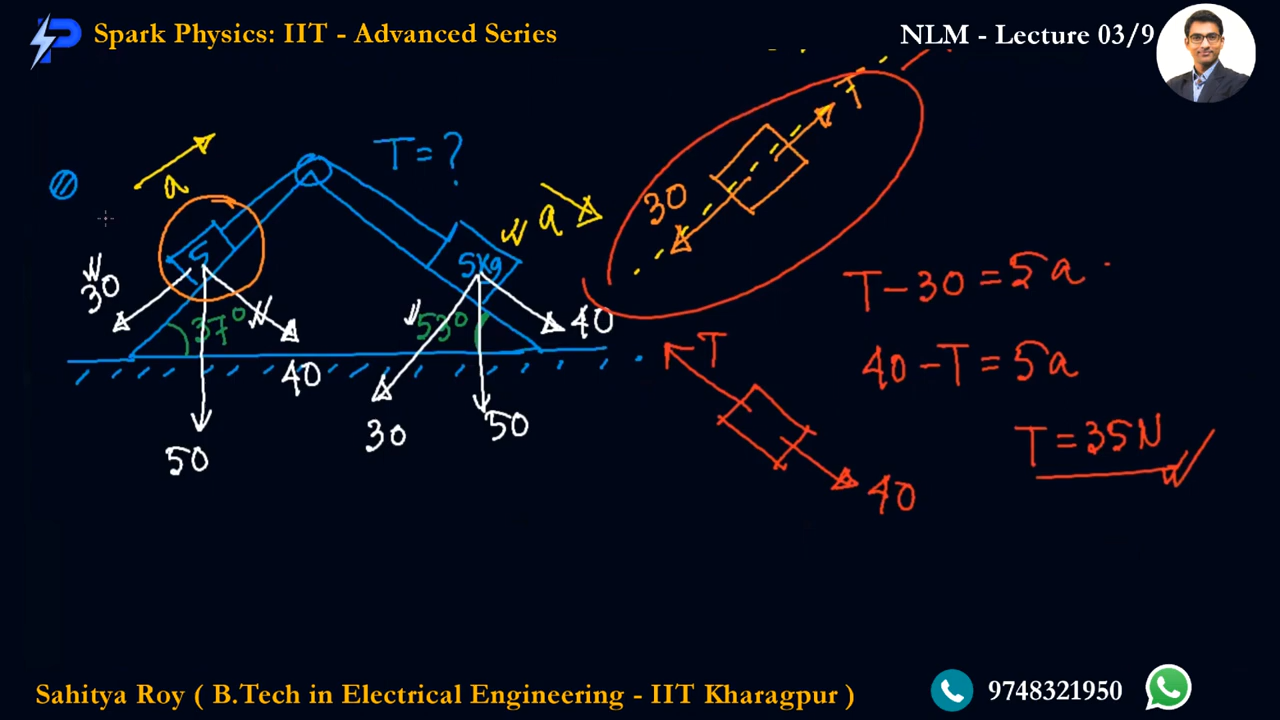 Spark Physics: IIT - Advanced Series
NLM - Lecture 03/9
T = ?
a
a
T
30
5
5kg
30
37°
53°
40
40
50
30
50
T - 30 = 5a
40 - T = 5a
T = 35N
T
40
Sahitya Roy ( B.Tech in Electrical Engineering - IIT Kharagpur )
9748321950